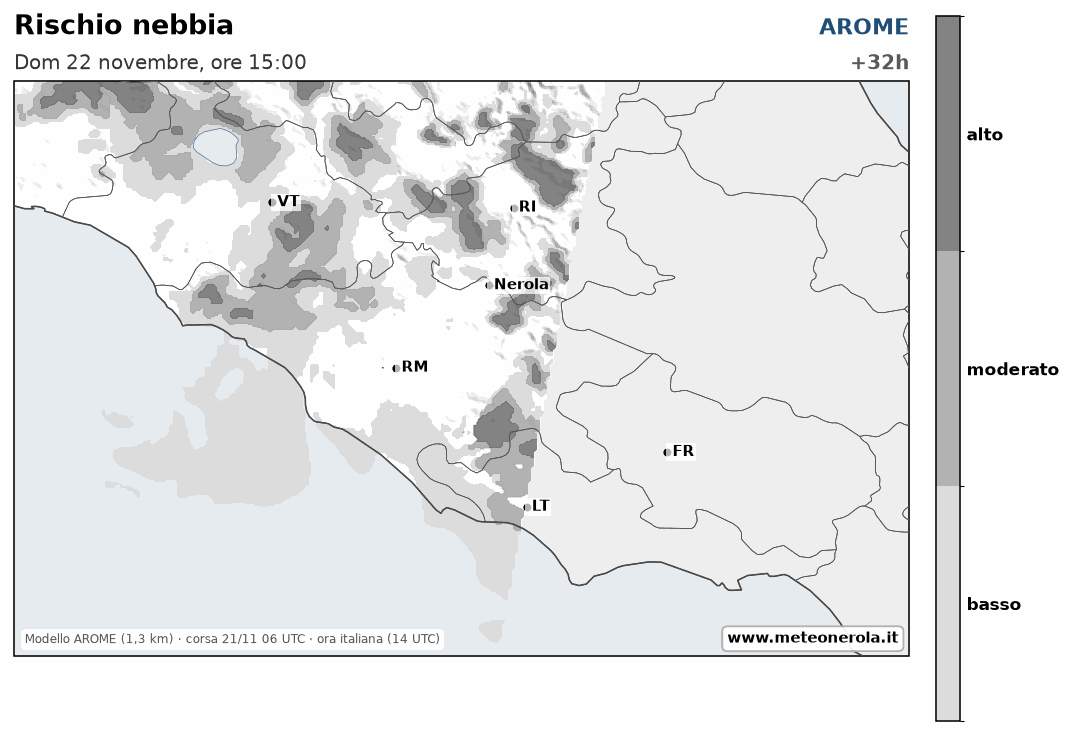 Rischio nebbia
AROME
Dom 22 novembre, ore 15:00
+32h
alto
VT
RI
Nerola
RM
moderato
FR
LT
basso
Modello AROME (1,3 km) · corsa 21/11 06 UTC · ora italiana (14 UTC)
www.meteonerola.it